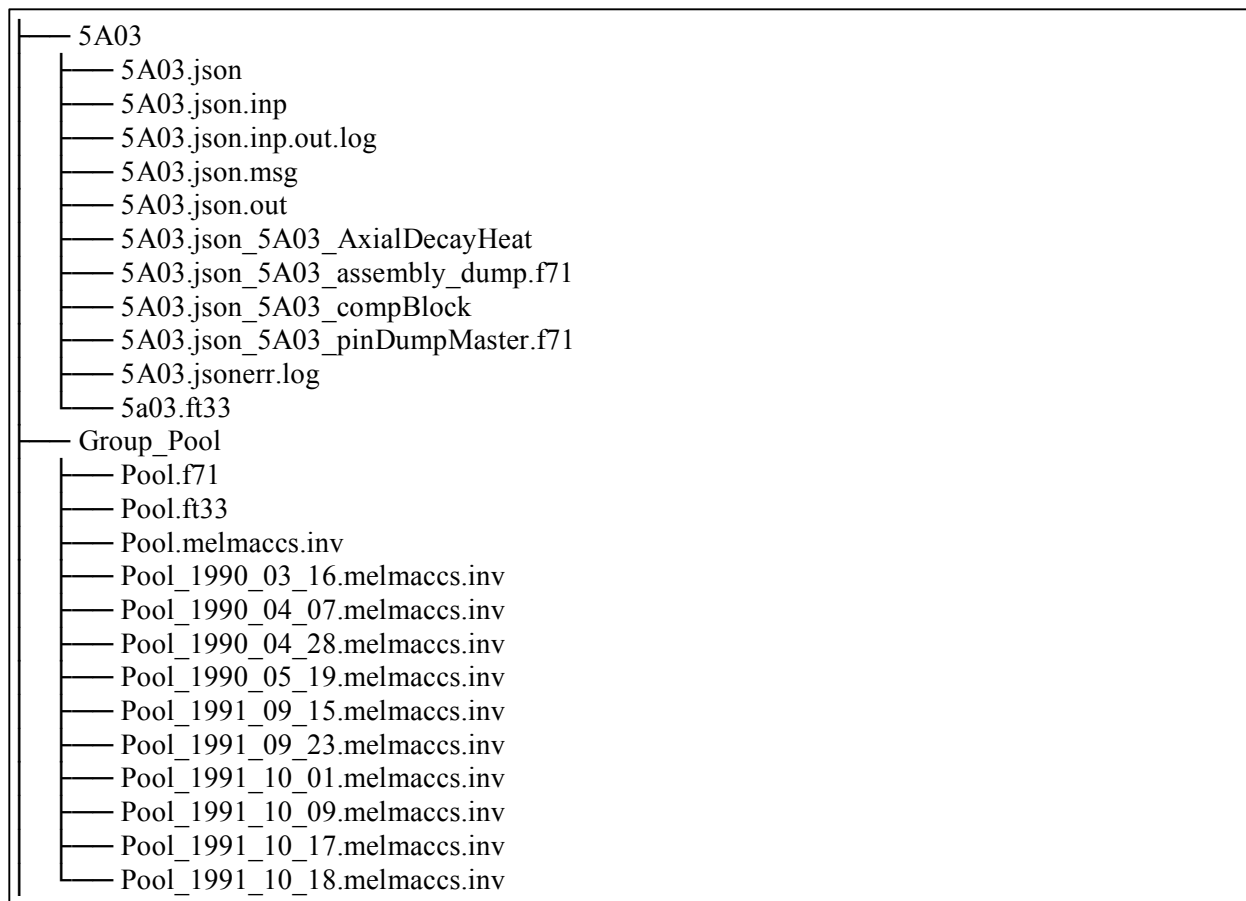 5A03
5A03.json
5A03.json.inp
5A03.json.inp.out.log
5A03.json.msg
5A03.json.out
5A03.json_5A03_AxialDecayHeat
5A03.json_5A03_assembly_dump.f71
5A03.json_5A03_compBlock
5A03.json_5A03_pinDumpMaster.f71
5A03.jsonerr.log
5a03.ft33
Group_Pool
Pool.f71
Pool.ft33
Pool.melmaccs.inv
Pool_1990_03_16.melmaccs.inv
Pool_1990_04_07.melmaccs.inv
Pool_1990_04_28.melmaccs.inv
Pool_1990_05_19.melmaccs.inv
Pool_1991_09_15.melmaccs.inv
Pool_1991_09_23.melmaccs.inv
Pool_1991_10_01.melmaccs.inv
Pool_1991_10_09.melmaccs.inv
Pool_1991_10_17.melmaccs.inv
Pool_1991_10_18.melmaccs.inv